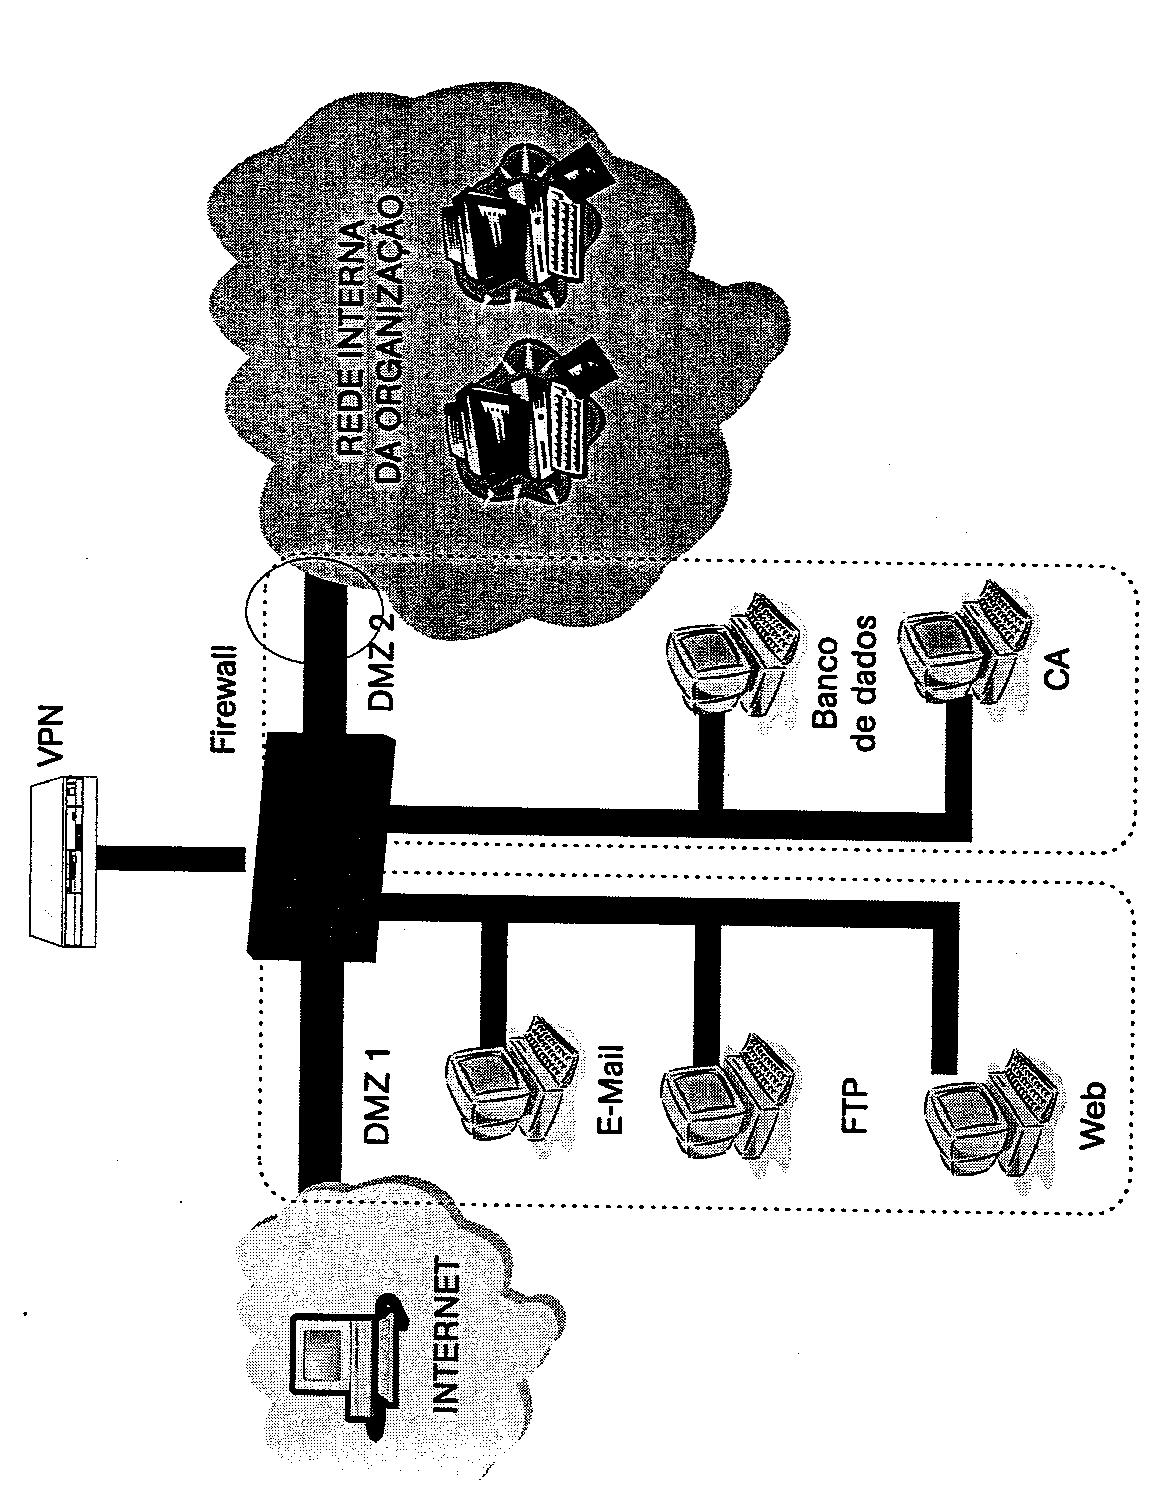 VPN
Firewall
INTERNET
DMZ 1
DMZ 2
REDE INTERNA
DA ORGANIZAÇÃO
E-Mail
FTP
Web
Banco
de dados
CA